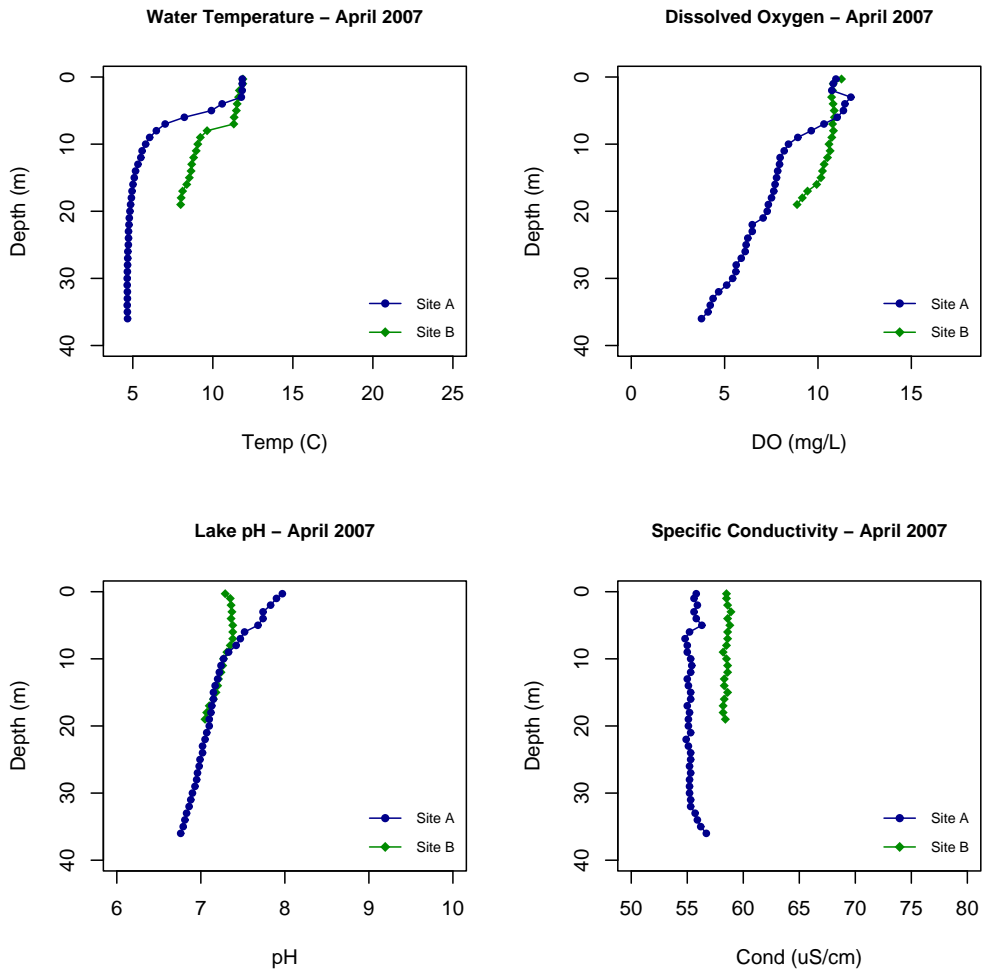 Water Temperature – April 2007
0
10
20
30
40
Depth (m)
5
10
15
20
25
Temp (C)
Site A
Site B
Dissolved Oxygen – April 2007
0
10
20
30
40
Depth (m)
0
5
10
15
DO (mg/L)
Site A
Site B
Lake pH – April 2007
0
10
20
30
40
Depth (m)
6
7
8
9
10
pH
Site A
Site B
Specific Conductivity – April 2007
0
10
20
30
40
Depth (m)
50
55
60
65
70
75
80
Cond (uS/cm)
Site A
Site B